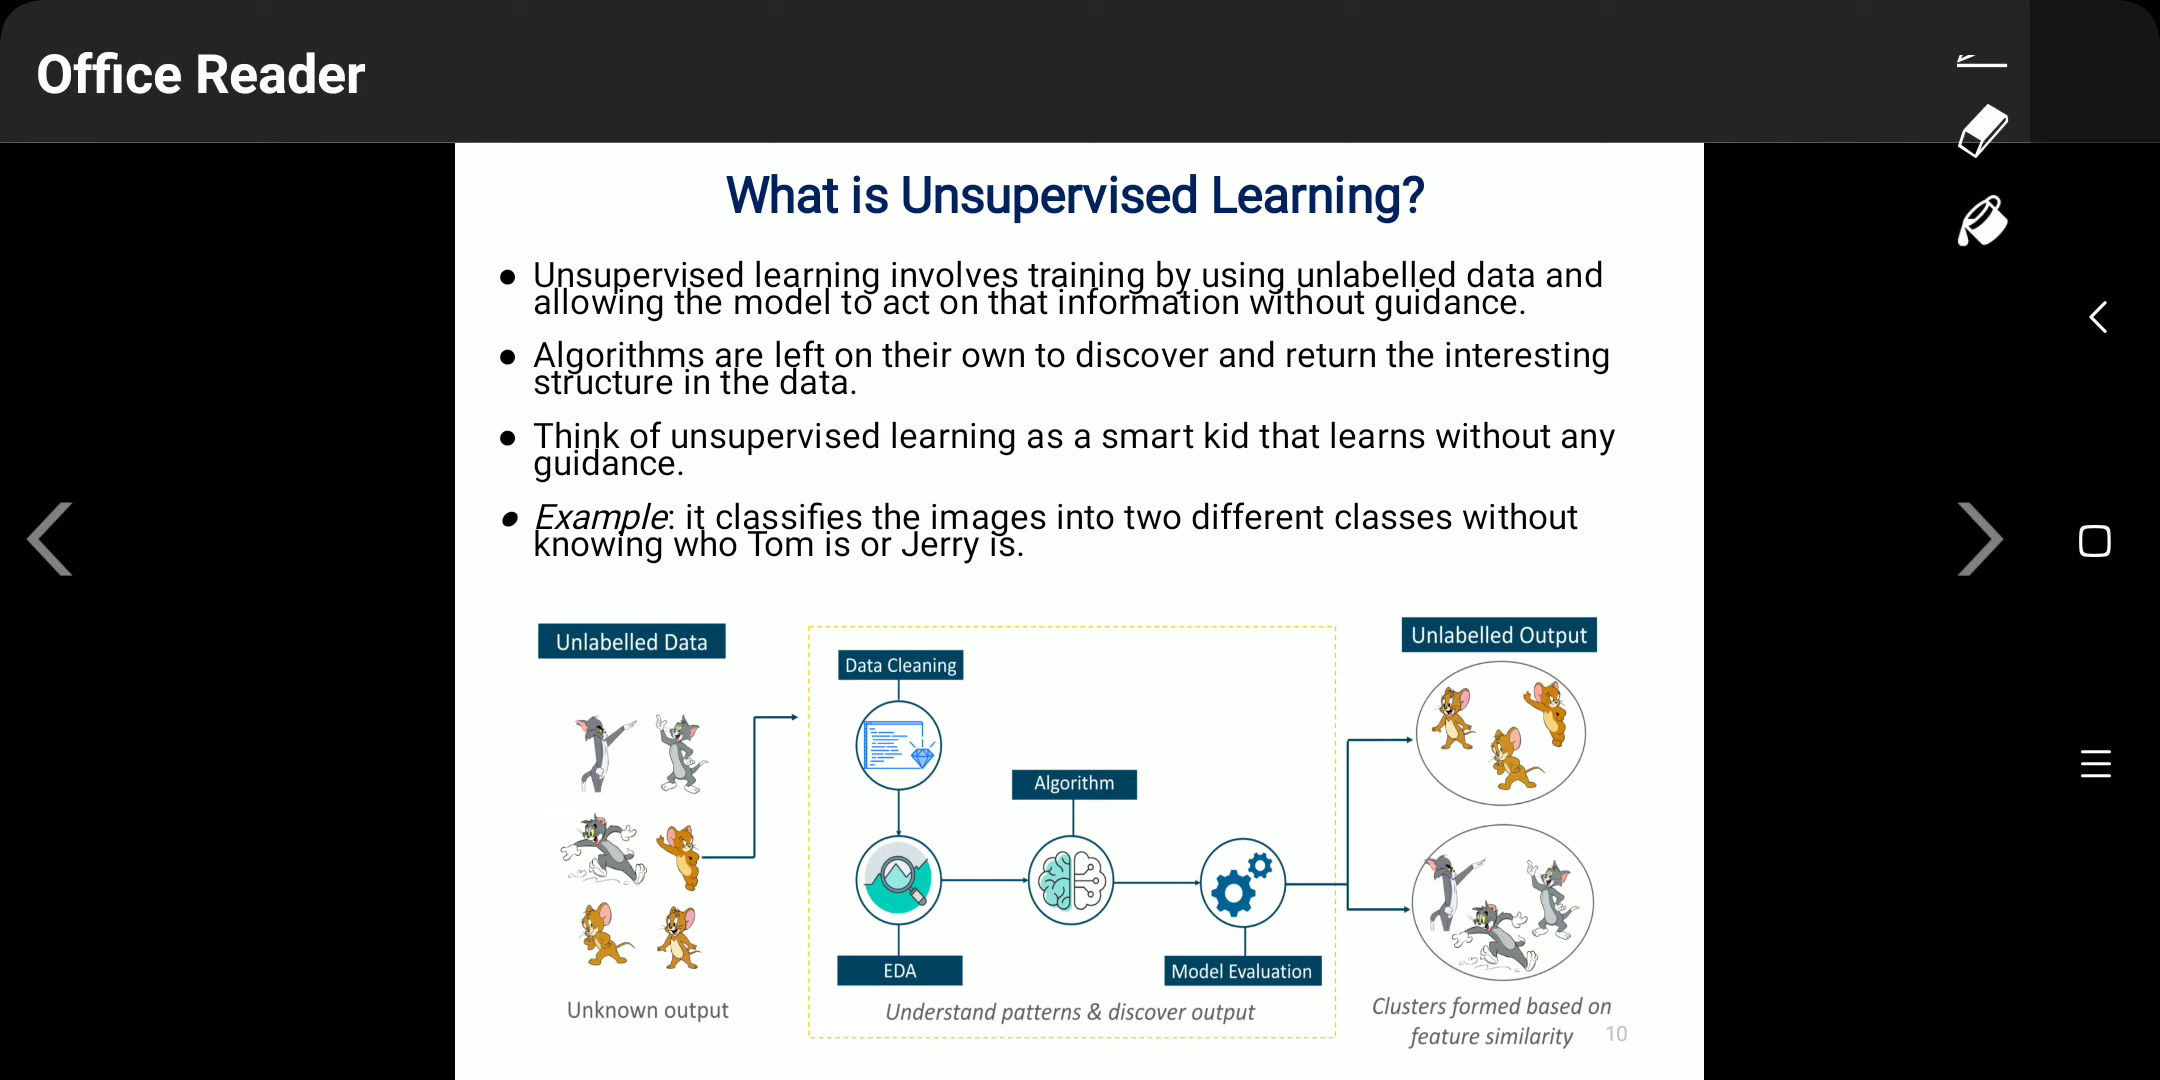 Office Reader
What is Unsupervised Learning?
● Unsupervised learning involves training by using unlabelled data and
allowing the model to act on that information without guidance.
● Algorithms are left on their own to discover and return the interesting
structure in the data.
● Think of unsupervised learning as a smart kid that learns without any
guidance.
● Example: it classifies the images into two different classes without
knowing who Tom is or Jerry is.
Unlabelled Data
Unknown output
Data Cleaning
Algorithm
EDA
Model Evaluation
Understand patterns & discover output
Unlabelled Output
Clusters formed based on
feature similarity
10